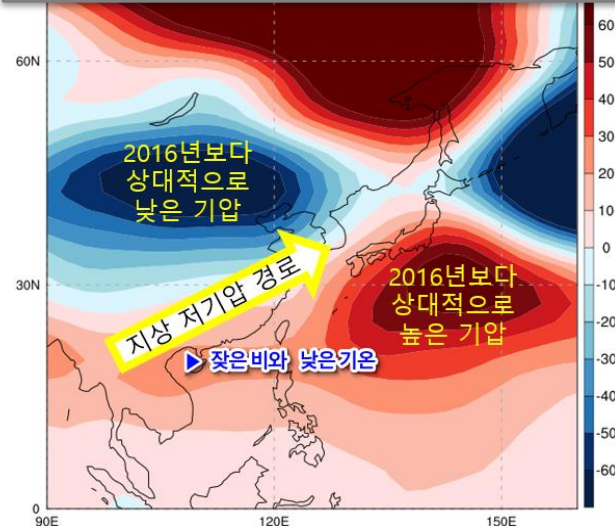 60N
30N
0
90E
120E
150E
2016년보다
상대적으로
낮은 기압
지상 저기압 경로
2016년보다
상대적으로
높은 기압
▶ 잦은 비와 낮은 기온
60
50
40
30
20
10
0
-10
-20
-30
-40
-50
-60